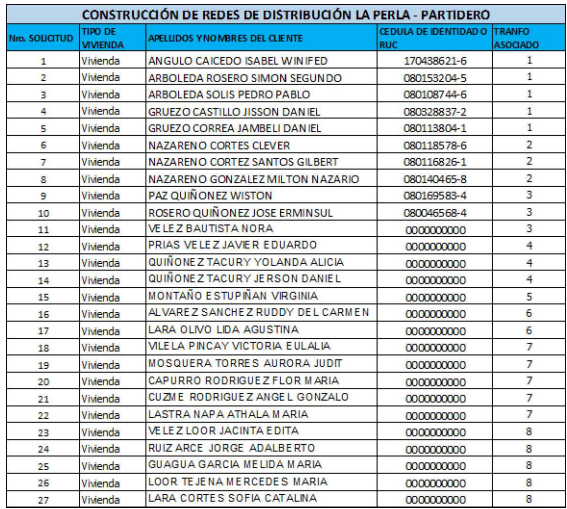 CONSTRUCCIÓN DE REDES DE DISTRIBUCIÓN LA PERLA - PARTIDERO
Nro. SOLICITUD TIPO DE VIVIENDA APELLIDOS Y NOMBRES DEL CLIENTE CEDULA DE IDENTIDAD O RUC TRANFO ASOCIADO
1 Vivienda ANGULO CAICEDO ISABEL WINIFED 170438621-6 1
2 Vivienda ARBOLEDA ROSERO SIMON SEGUNDO 080153204-5 1
3 Vivienda ARBOLEDA SOLIS PEDRO PABLO 080108744-6 1
4 Vivienda GRUEZO CASTILLO JISSON DANIEL 080328837-2 1
5 Vivienda GRUEZO CORREA JAMBELI DANIEL 080113804-1 1
6 Vivienda NAZARENO CORTES CLEVER 080118578-6 2
7 Vivienda NAZARENO CORTEZ SANTOS GILBERT 080116826-1 2
8 Vivienda NAZARENO GONZALEZ MILTON NAZARIO 080140465-8 2
9 Vivienda PAZ QUIÑONEZ WISTON 080169583-4 3
10 Vivienda ROSERO QUIÑONEZ JOSE ERMINSUL 080046568-4 3
11 Vivienda VELEZ BAUTISTA NORA 0000000000 3
12 Vivienda PRIAS VELEZ JAVIER EDUARDO 0000000000 4
13 Vivienda QUIÑONEZ TACURY YOLANDA ALICIA 0000000000 4
14 Vivienda QUIÑONEZ TACURY JERSON DANIEL 0000000000 4
15 Vivienda MONTAÑO ESTUPIÑAN VIRGINIA 0000000000 5
16 Vivienda ALVAREZ SANCHEZ RUDDY DEL CARMEN 0000000000 6
17 Vivienda LARA OLIVO LIDA AGUSTINA 0000000000 6
18 Vivienda VILELA PINCAY VICTORIA EULALIA 0000000000 7
19 Vivienda MOSQUERA TORRES AURORA JUDIT 0000000000 7
20 Vivienda CAPURRO RODRIGUEZ FLOR MARIA 0000000000 7
21 Vivienda CUZME RODRIGUEZ ANGEL GONZALO 0000000000 7
22 Vivienda LASTRA NAPA ATHALA MARIA 0000000000 7
23 Vivienda VELEZ LOOR JACINTA EDITA 0000000000 8
24 Vivienda RUIZ ARCE JORGE ADALBERTO 0000000000 8
25 Vivienda GUAGUA GARCIA MELIDA MARIA 0000000000 8
26 Vivienda LOOR TEJENA MERCEDES MARIA 0000000000 8
27 Vivienda LARA CORTES SOFIA CATALINA 0000000000 8